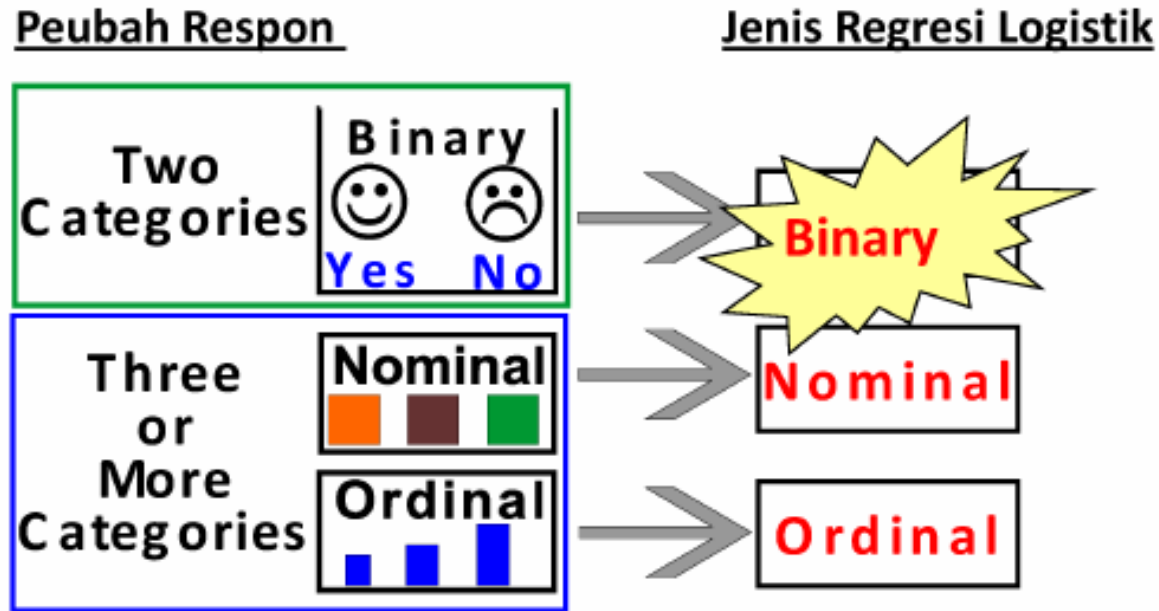 Peubah Respon
Jenis Regresi Logistik
Two
Categories
Binary
Yes No
Binary
Three
or
More
Categories
Nominal
Nominal
Ordinal
Ordinal